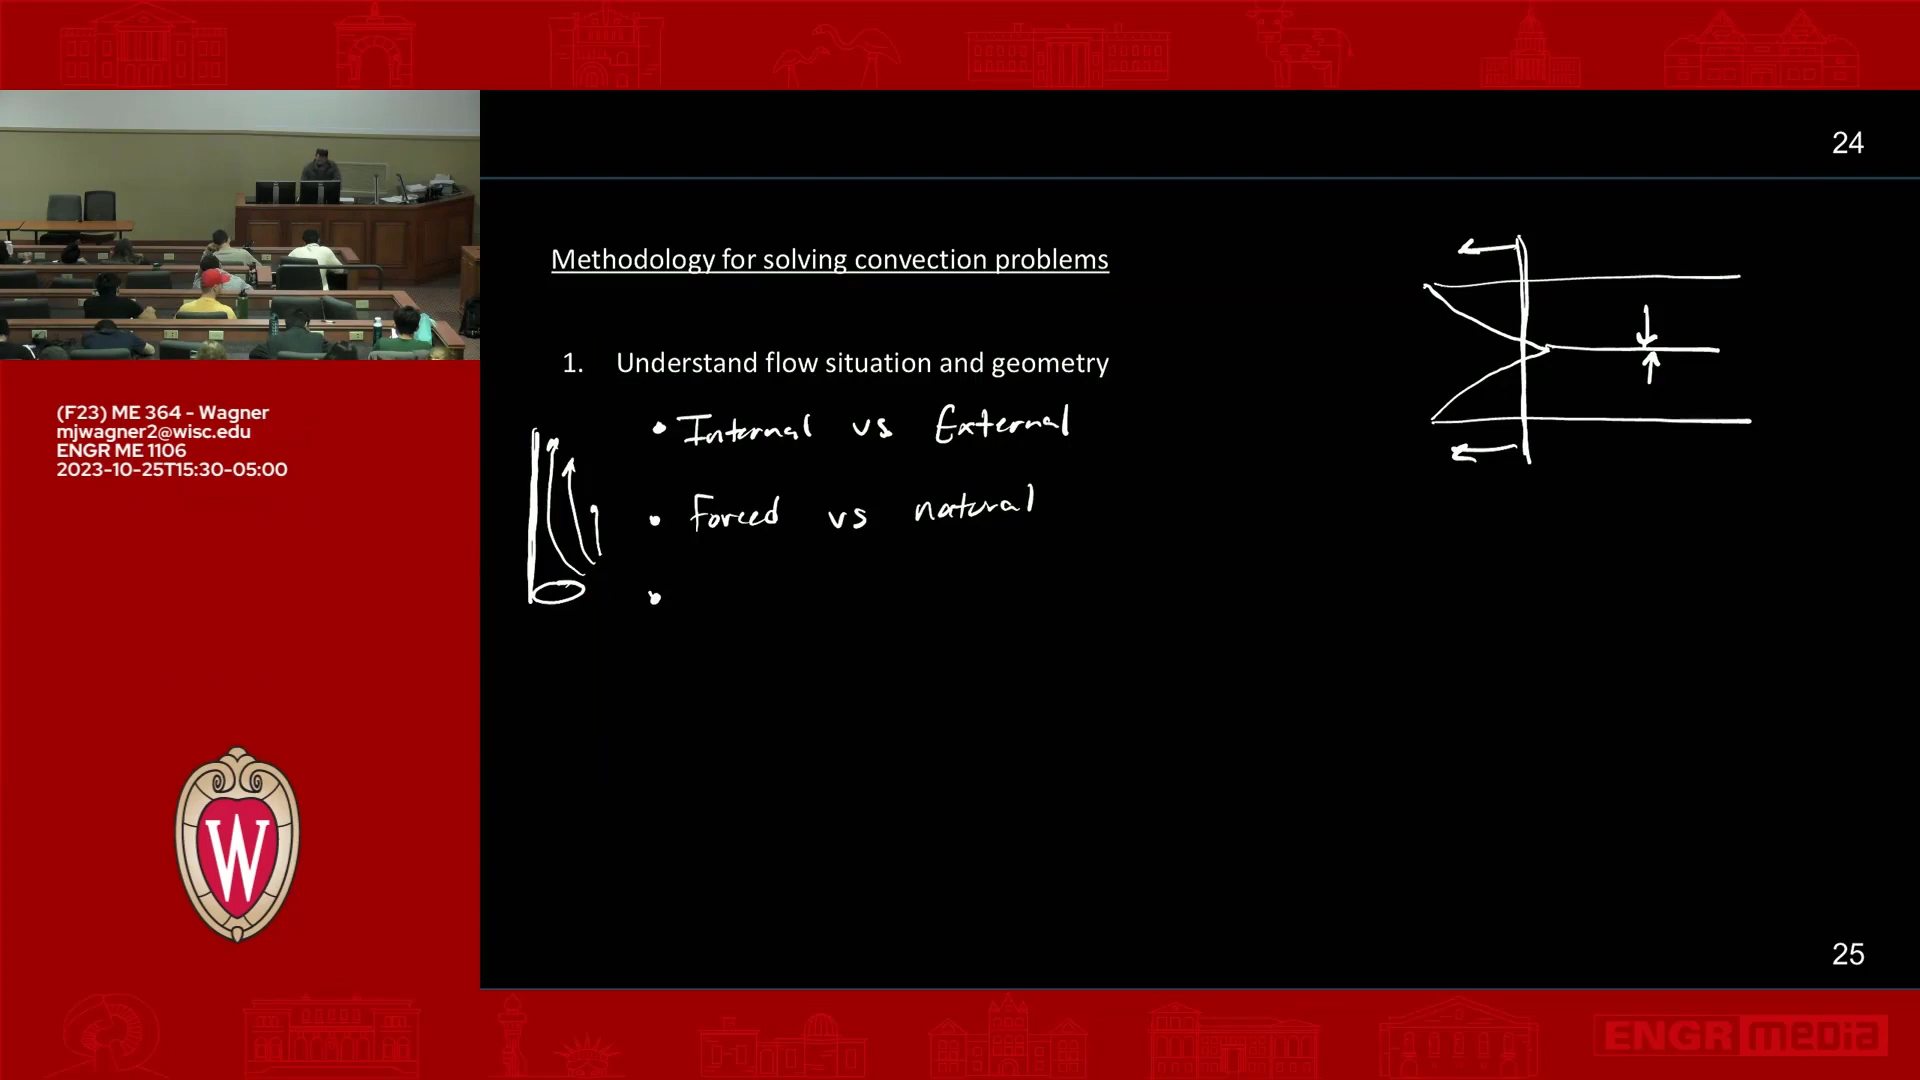 24
(F23) ME 364 - Wagner
mjwagner2@wisc.edu
ENGR ME 1106
2023-10-25T15:30-05:00
W
Methodology for solving convection problems
1. Understand flow situation and geometry
• Internal vs External
• Forced vs natural
•
25
ENGR media